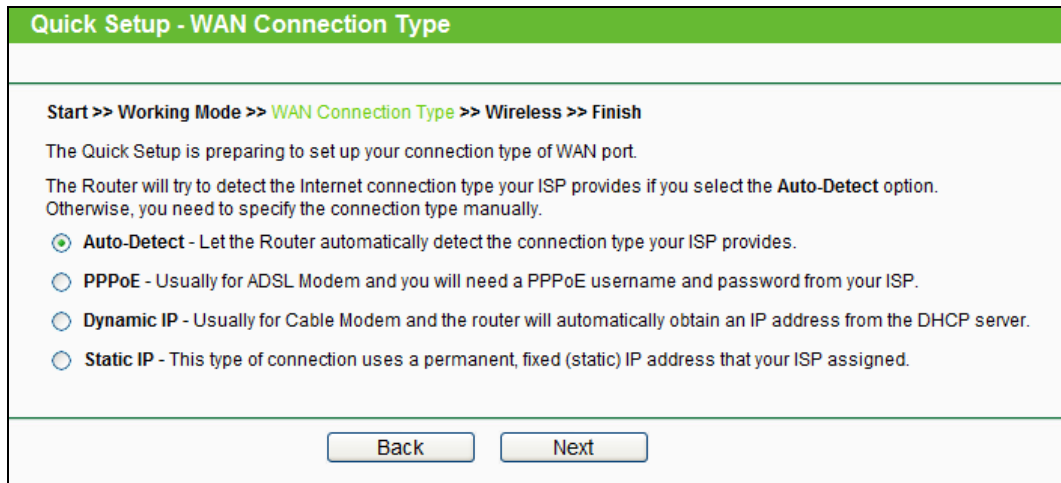 Quick Setup - WAN Connection Type
Start >> Working Mode >> WAN Connection Type >> Wireless >> Finish
The Quick Setup is preparing to set up your connection type of WAN port.
The Router will try to detect the Internet connection type your ISP provides if you select the Auto-Detect option.
Otherwise, you need to specify the connection type manually.
Auto-Detect - Let the Router automatically detect the connection type your ISP provides.
PPPoE - Usually for ADSL Modem and you will need a PPPoE username and password from your ISP.
Dynamic IP - Usually for Cable Modem and the router will automatically obtain an IP address from the DHCP server.
Static IP - This type of connection uses a permanent, fixed (static) IP address that your ISP assigned.
Back Next